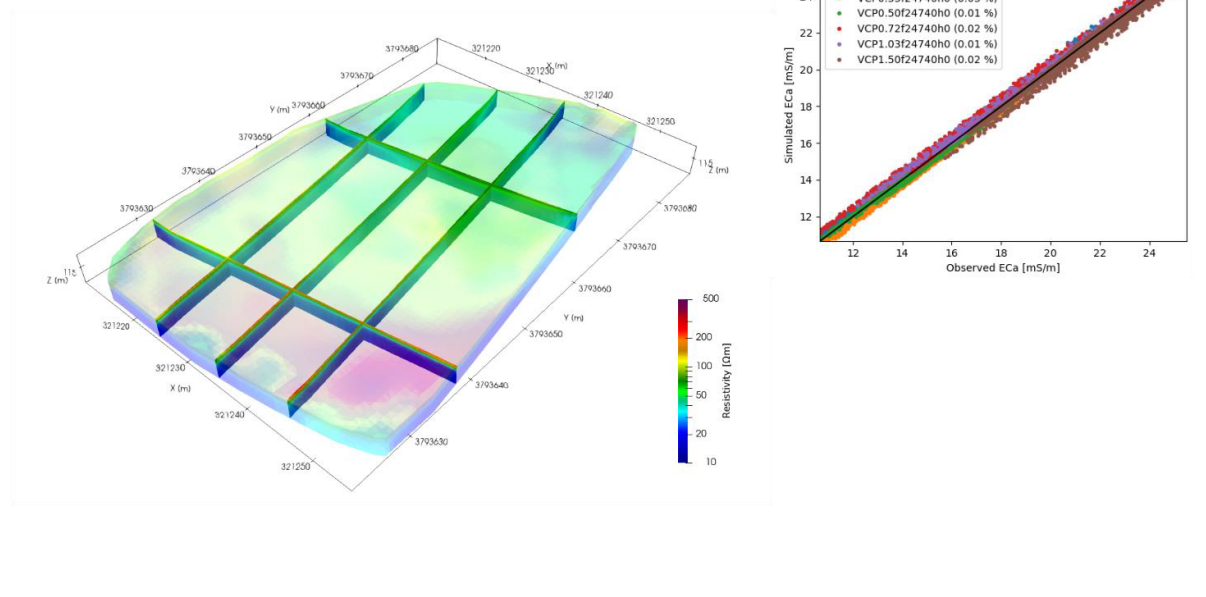 3793680
321220
X (m)
321230
3793670
321240
Y (m)
3793660
321250
3793650
115
Z (m)
3793640
3793680
3793630
3793670
115
Z (m)
3793660
321220
Y (m)
3793650
321230
X (m)
3793640
321240
3793630
321250
500
200
100
50
20
10
Resistivity [Ωm]
VCP0.50f24740h0 (0.01 %)
VCP0.72f24740h0 (0.02 %)
VCP1.03f24740h0 (0.01 %)
VCP1.50f24740h0 (0.02 %)
22
20
18
16
14
12
Simulated ECa [mS/m]
12 14 16 18 20 22 24
Observed ECa [mS/m]